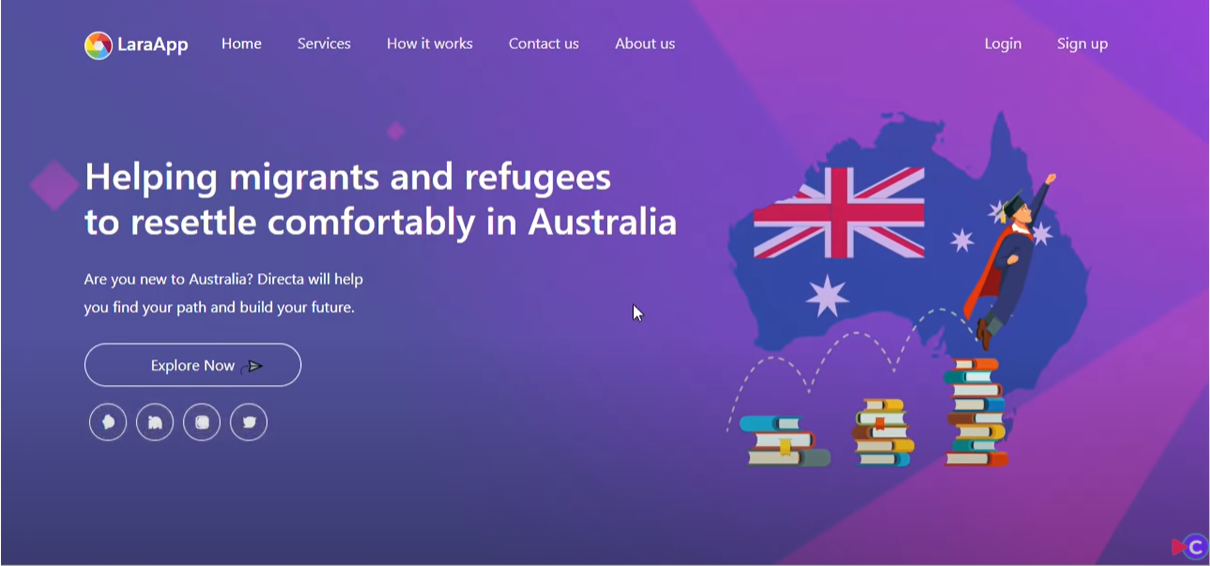 LaraApp Home Services How it works Contact us About us Login Sign up
Helping migrants and refugees
to resettle comfortably in Australia
Are you new to Australia? Directa will help
you find your path and build your future.
Explore Now
C